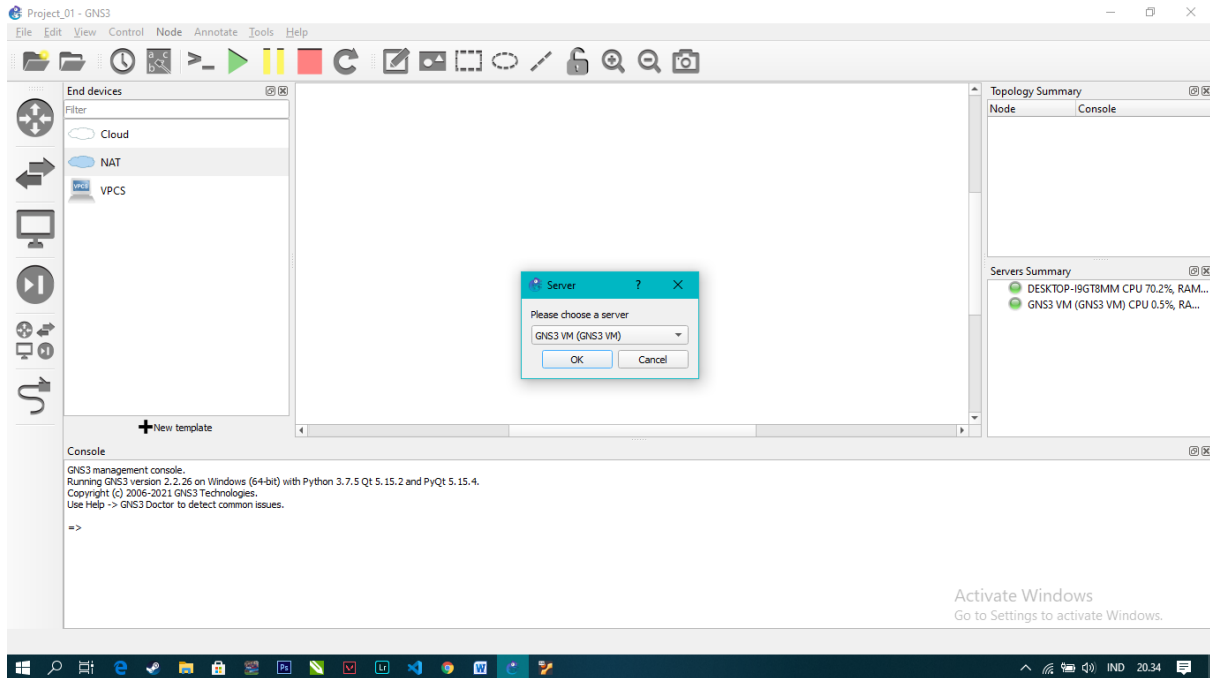 Project_01 - GNS3
File Edit View Control Node Annotate Tools Help
End devices
Filter
Cloud
NAT
VPCS
New template
Server ?
Please choose a server
GNS3 VM (GNS3 VM)
OK Cancel
Topology Summary
Node Console
Servers Summary
DESKTOP-I9GT8MM CPU 70.2%, RAM...
GNS3 VM (GNS3 VM) CPU 0.5%, RA...
Console
GNS3 management console.
Running GNS3 version 2.2.26 on Windows (64-bit) with Python 3.7.5 Qt 5.15.2 and PyQt 5.15.4.
Copyright (c) 2006-2021 GNS3 Technologies.
Use Help -> GNS3 Doctor to detect common issues.
=>
Activate Windows
Go to Settings to activate Windows.
Ps Lr W
IND 20.34